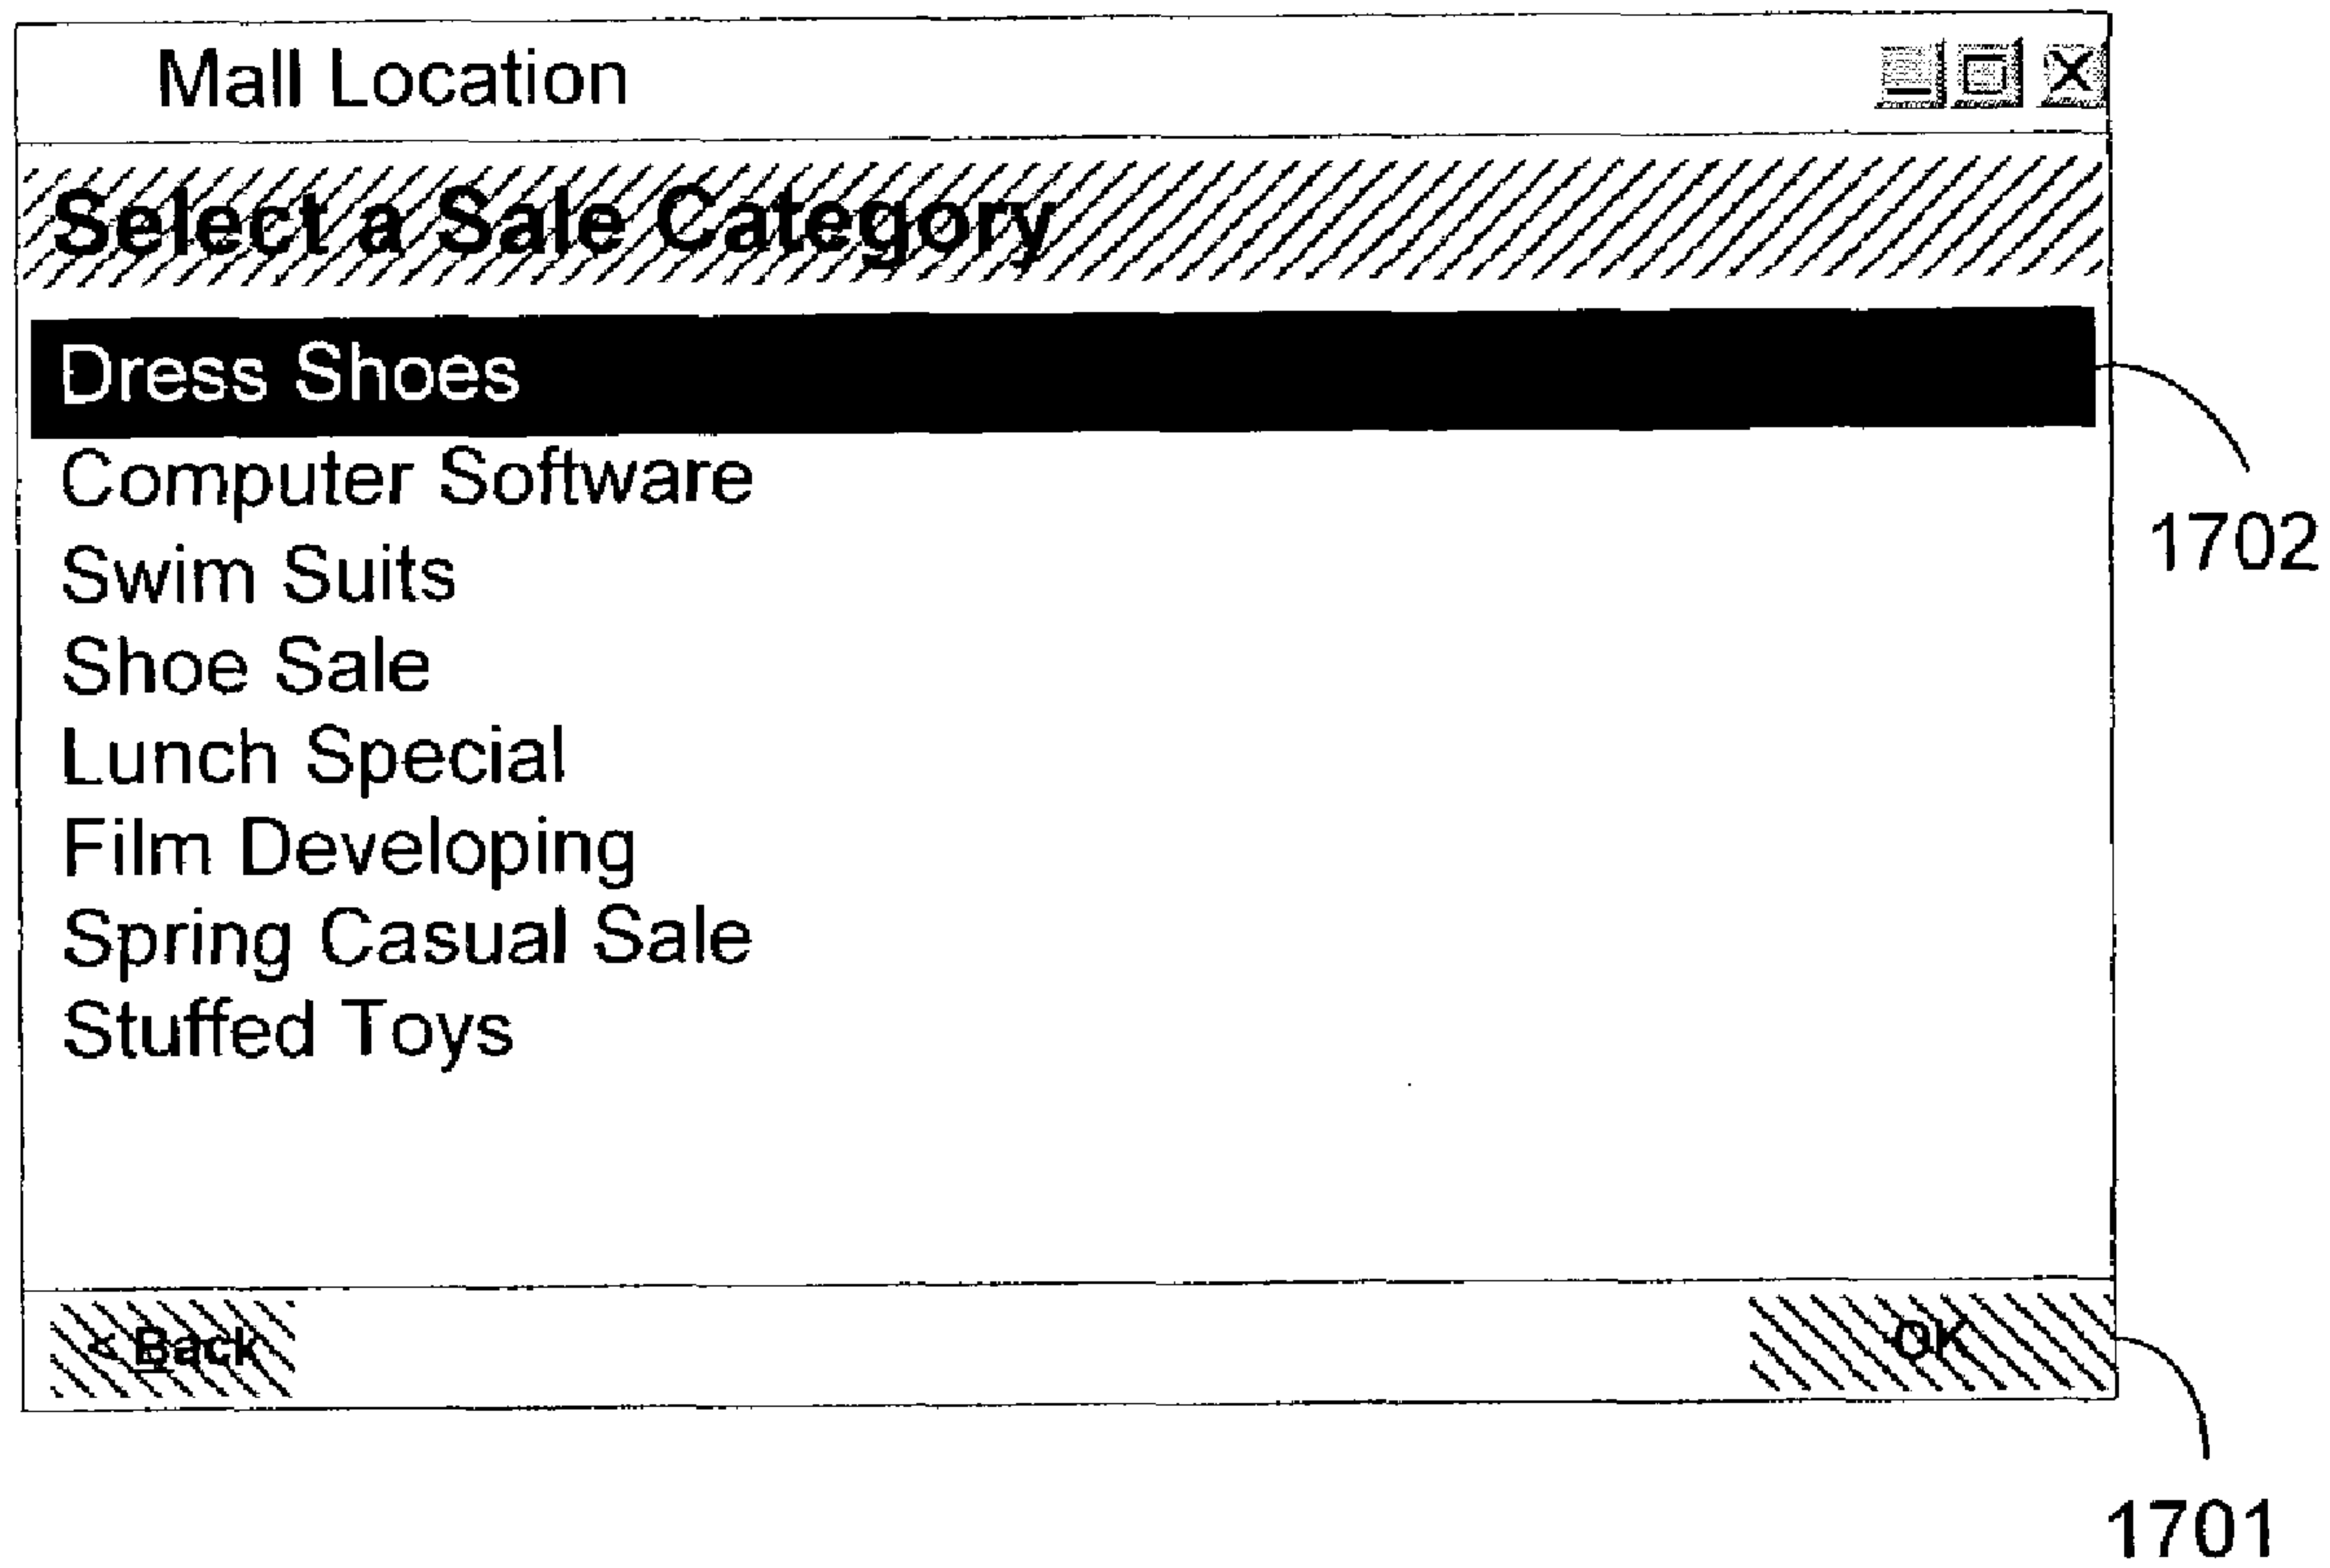 Mall Location
Select a Sale Category
Dress Shoes
Computer Software
Swim Suits
Shoe Sale
Lunch Special
Film Developing
Spring Casual Sale
Stuffed Toys
< Back OK
1702
1701